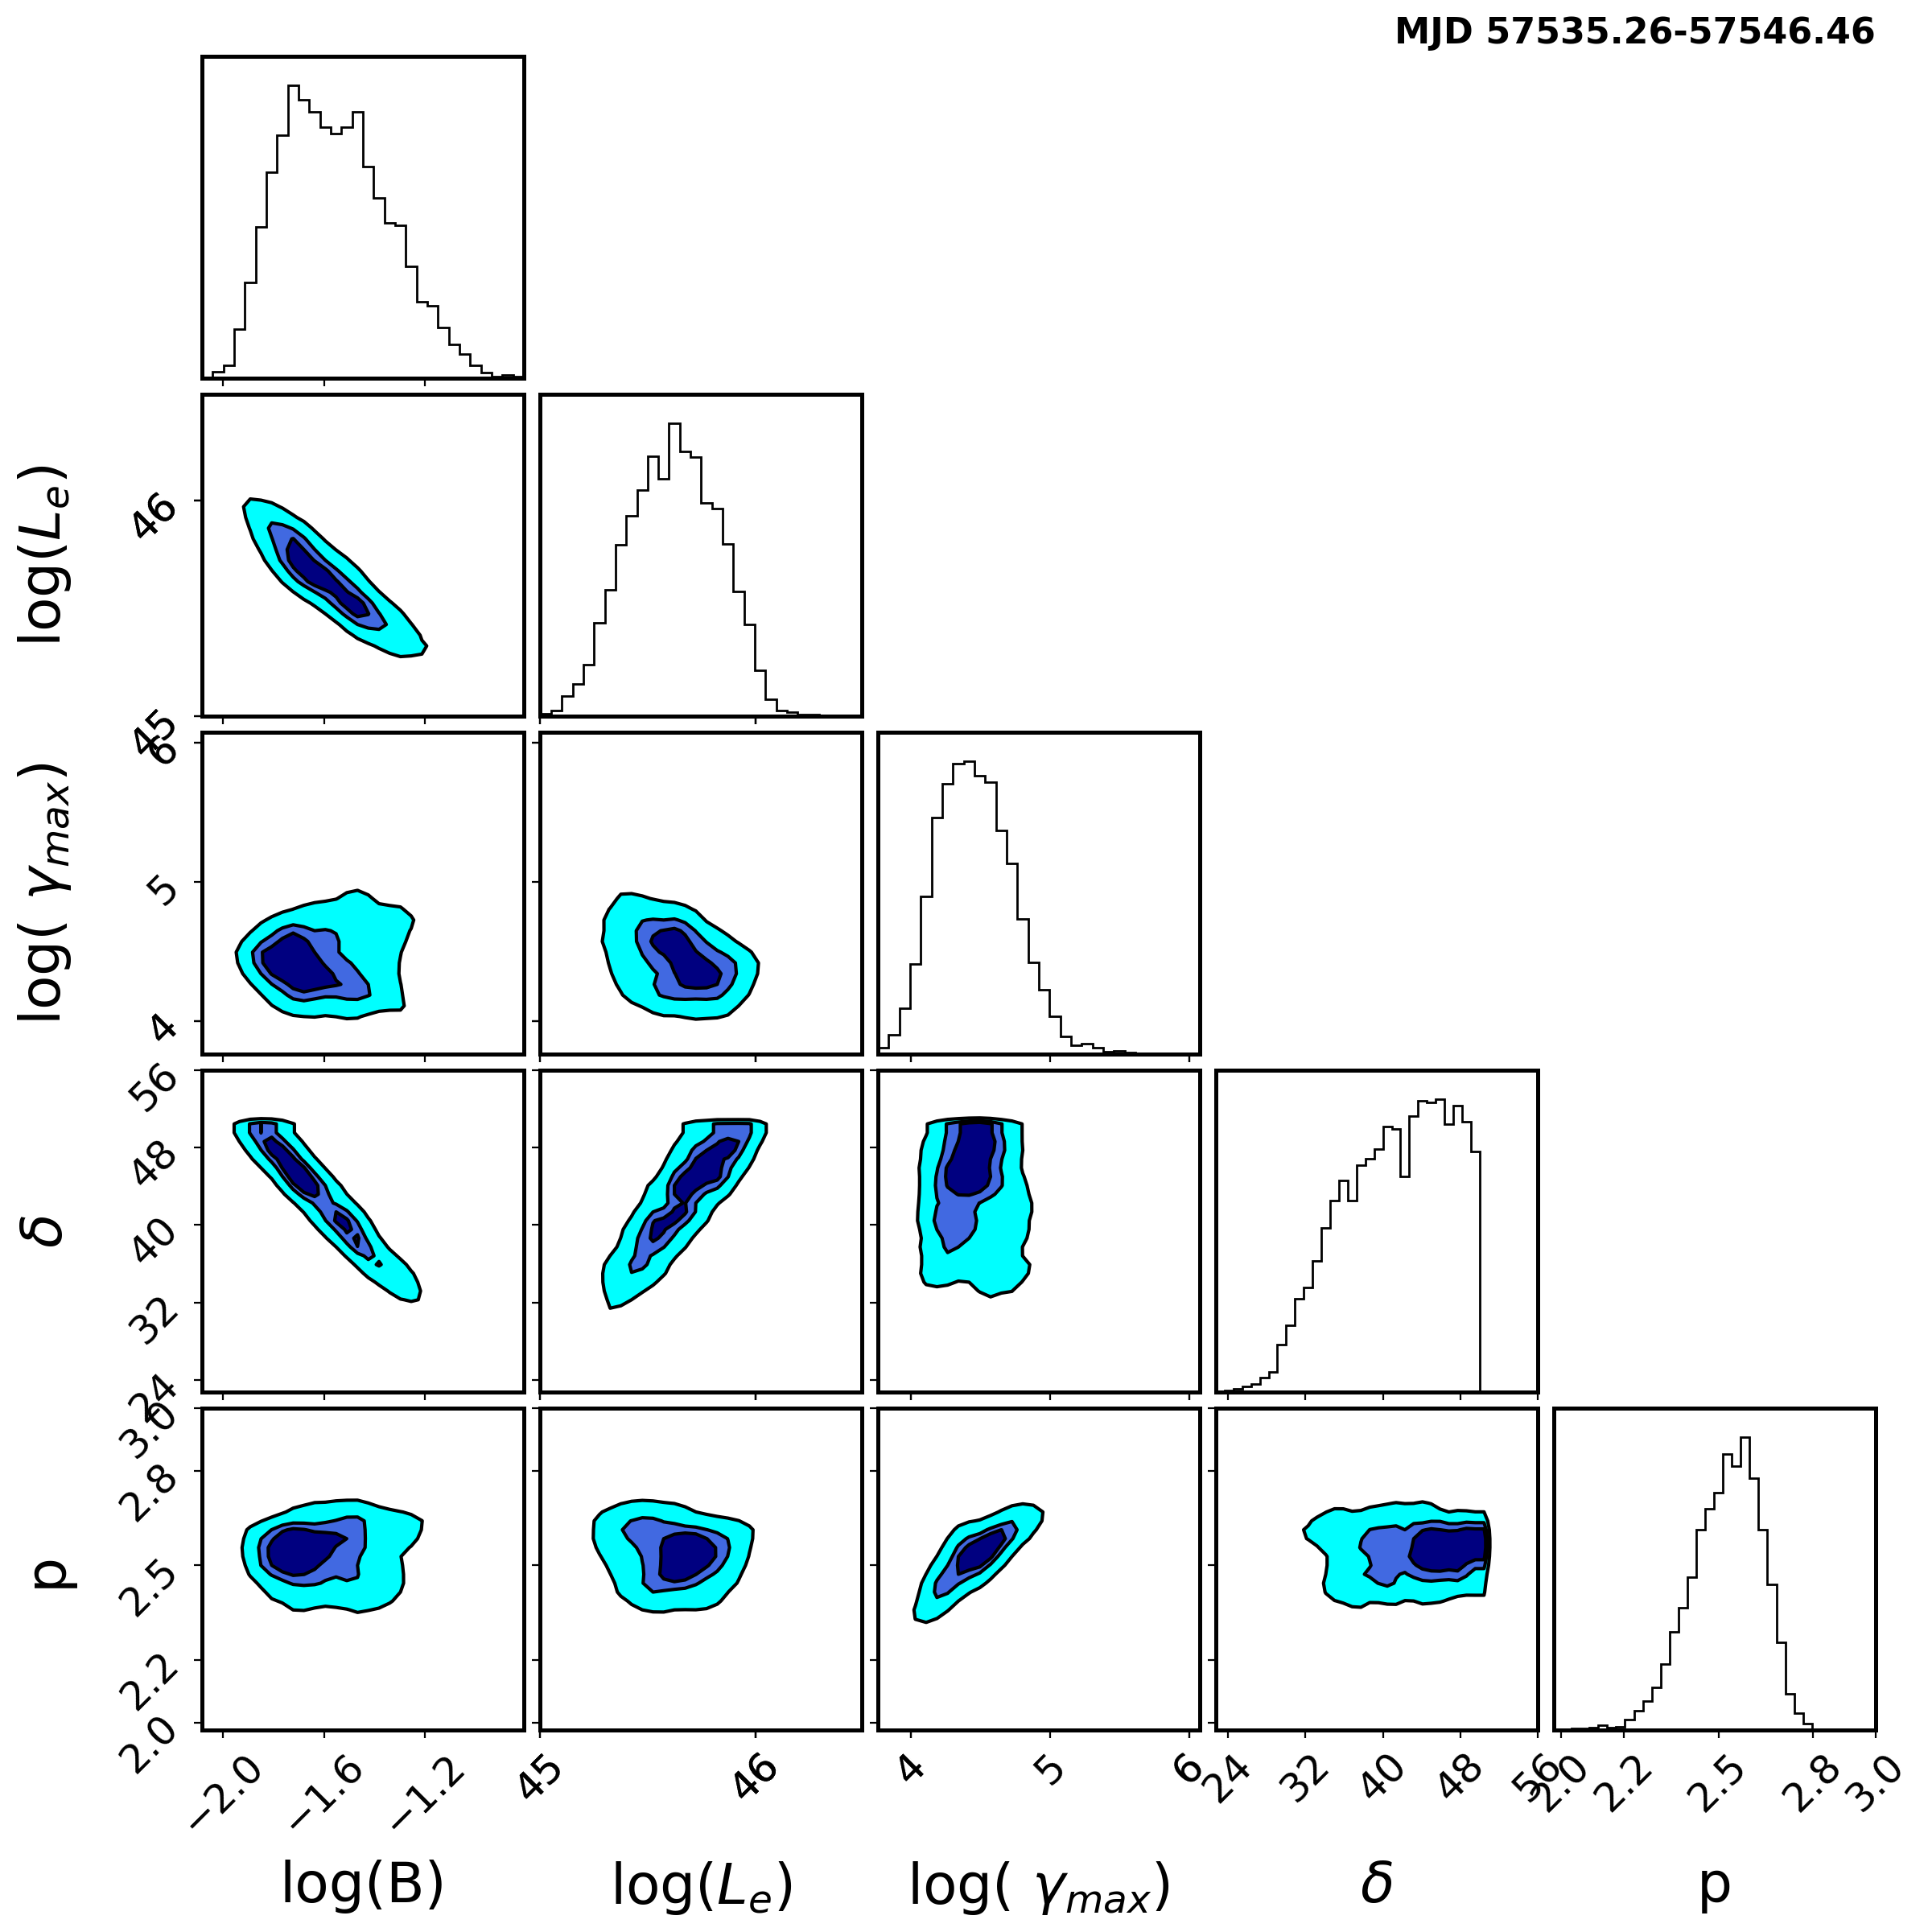 MJD 57535.26-57546.46
log(Lₑ)
46
45
log( γₘₐₓ)
6
5
4
δ
56
48
40
32
24
p
3.0
2.8
2.5
2.2
2.0
−2.0 −1.6 −1.2 45 46 4 5 6 24 32 40 48 56 2.0 2.2 2.5 2.8 3.0
log(B) log(Lₑ) log( γₘₐₓ) δ p